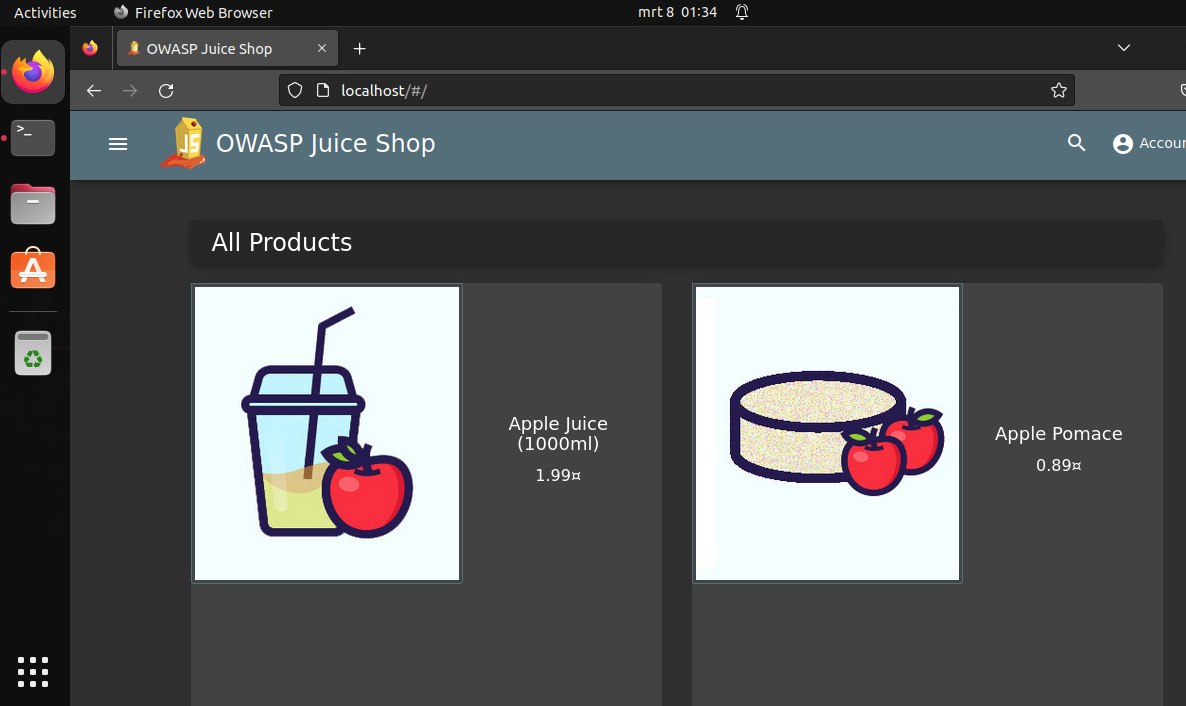 Activities
Firefox Web Browser
mrt 8 01:34
OWASP Juice Shop
localhost/#/
>_
JS
OWASP Juice Shop
Accour
All Products
Apple Juice
(1000ml)
1.99¤
Apple Pomace
0.89¤